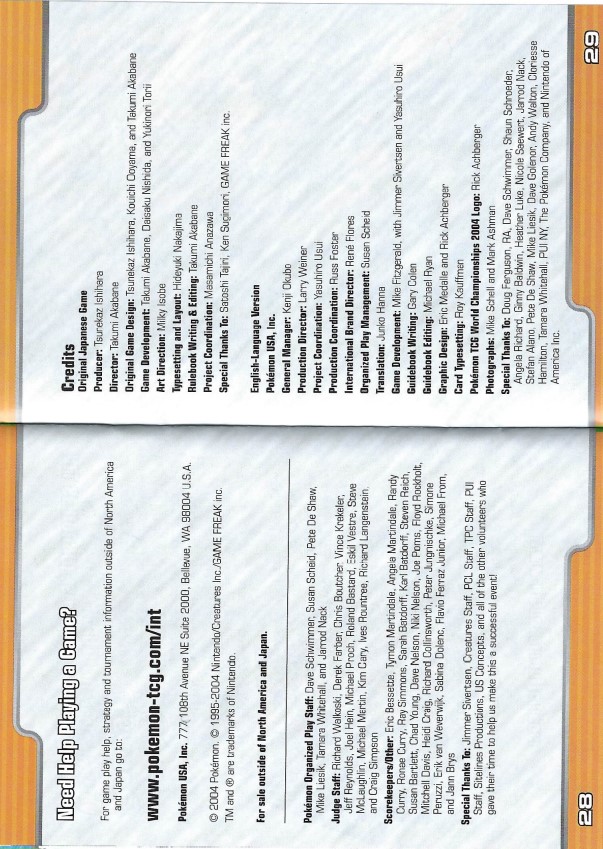 Need Help Playing a Game?
For game play help, strategy and tournament information outside of North America
and Japan go to:
www.pokemon-tcg.com/int
Pokémon USA, Inc. 777 108th Avenue NE Suite 2000, Bellevue, WA 98004 U.S.A.
© 2004 Pokémon. © 1995-2004 Nintendo/Creatures Inc./GAME FREAK inc.
TM and ® are trademarks of Nintendo.
For sale outside of North America and Japan.
Pokémon Organized Play Staff: Dave Schwimmer, Susan Scheid, Pete De Shaw,
Mike Liesik, Tamara Whitehall, and Jarrod Nack
Judge Staff: Richard Walkoski, Derek Farber, Chris Boutcher Vince Krekeler,
Jeff Reynolds, Joel Hein, Michael Proch, Roland Bastard, Eskil Vestre, Steve
McLaughlin, Michael Martin, Kim Cary, Ives Rountree, Richard Langenstein
and Craig Simpson
Scorekeepers/Other: Eric Bessette, Tymon Martindale, Angela Martindale, Randy
Curry, Ronae Curry, Ray Simmons, Sarah Batdorff, Karl Batdorff, Steven Reich,
Susan Bartlett, Chad Young, Dave Nelson, Niki Nelson, Joe Poms, Floyd Rockholt,
Mitchell Davis, Heidi Craig, Richard Collinsworth, Peter Jungnischke, Simone
Peruzzi, Erik van Weverwijk, Sabina Dolenc, Flavio Ferraz Junior, Michael From,
and Jann Brys
Special Thanks To: Jimmer Sivertsen, Creatures Staff, PCL Staff, TPC Staff, PUI
Staff, Sitelines Productions, US Concepts, and all of the other volunteers who
gave their time to help us make this a successful event!
28
Credits
Original Japanese Game
Producer: Tsunekaz Ishihara
Director: Takumi Akabane
Original Game Design: Tsunekaz Ishihara, Kouichi Ooyama, and Takumi Akabane
Game Development: Takumi Akabane, Daisaku Nishida, and Yukinori Torii
Art Direction: Milky Isobe
Typesetting and Layout: Hideyuki Nakajima
Rulebook Writing & Editing: Takumi Akabane
Project Coordination: Masamichi Anazawa
Special Thanks To: Satoshi Tajiri, Ken Sugimori, GAME FREAK inc.
English-Language Version
Pokémon USA, Inc.
General Manager: Kenji Okubo
Production Director: Larry Weiner
Project Coordination: Yasuhiro Usui
Production Coordination: Russ Foster
International Brand Director: René Flores
Organized Play Management: Susan Scheid
Translation: Junko Hanna
Game Development: Mike Fitzgerald, with Jimmer Sivertsen and Yasuhiro Usui
Guidebook Writing: Gary Colen
Guidebook Editing: Michael Ryan
Graphic Design: Eric Medalle and Rick Achberger
Card Typesetting: Roy Kauffman
Pokémon TCG World Championships 2004 Logo: Rick Achberger
Photographs: Mike Schell and Mark Ashman
Special Thanks To: Doug Ferguson, RA, Dave Schwimmer, Shaun Schroeder,
Angela Richard, Ginny Baldwin, Heather Luke, Nicole Saewert, Jarrod Nack,
Stefan Alano, Pete De Shaw, Mike Liesik, Dave Golenor, Andy Walton, Cloriesse
Hamilton, Tamara Whitehall, PUI NY, The Pokémon Company, and Nintendo of
America Inc.
29